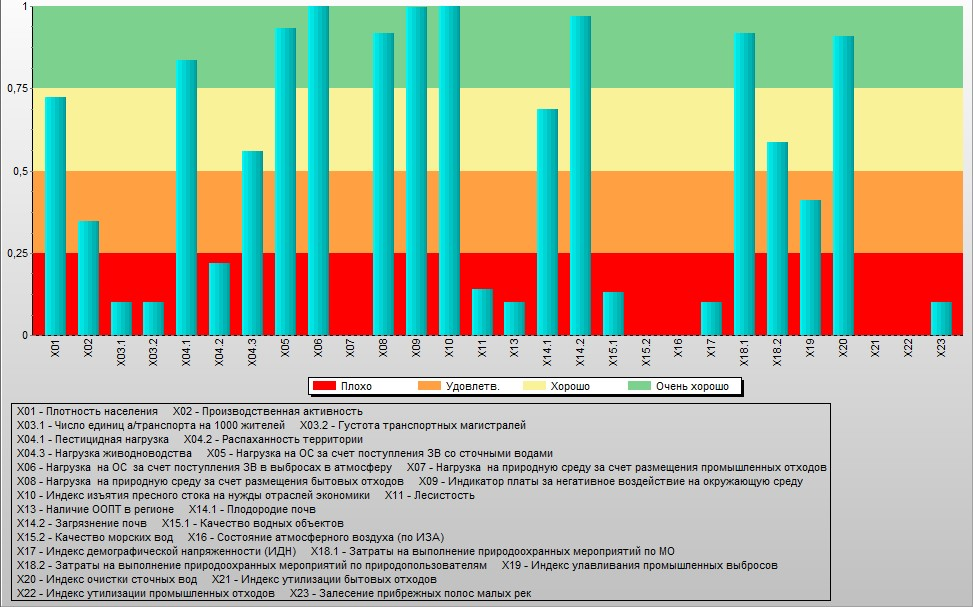 1
0,75
0,5
0,25
0
X01 X02 X03.1 X03.2 X04.1 X04.2 X04.3 X05 X06 X07 X08 X09 X10 X11 X13 X14.1 X14.2 X15.1 X15.2 X16 X17 X18.1 X18.2 X19 X20 X21 X22 X23
Плохо Удовлетв. Хорошо Очень хорошо
X01 - Плотность населения X02 - Производственная активность
X03.1 - Число единиц а/транспорта на 1000 жителей X03.2 - Густота транспортных магистралей
X04.1 - Пестицидная нагрузка X04.2 - Распаханность территории
X04.3 - Нагрузка живодноводства X05 - Нагрузка на ОС за счет поступления ЗВ со сточными водами
X06 - Нагрузка на ОС за счет поступления ЗВ в выбросах в атмосферу X07 - Нагрузка на природную среду за счет размещения промышленных отходов
X08 - Нагрузка на природную среду за счет размещения бытовых отходов X09 - Индикатор платы за негативное воздействие на окружающую среду
X10 - Индекс изъятия пресного стока на нужды отраслей экономики X11 - Лесистость
X13 - Наличие ООПТ в регионе X14.1 - Плодородие почв
X14.2 - Загрязнение почв X15.1 - Качество водных объектов
X15.2 - Качество морских вод X16 - Состояние атмосферного воздуха (по ИЗА)
X17 - Индекс демографической напряженности (ИДН) X18.1 - Затраты на выполнение природоохранных мероприятий по МО
X18.2 - Затраты на выполнение природоохранных мероприятий по природопользователям X19 - Индекс улавливания промышленных выбросов
X20 - Индекс очистки сточных вод X21 - Индекс утилизации бытовых отходов
X22 - Индекс утилизации промышленных отходов X23 - Залесение прибрежных полос малых рек